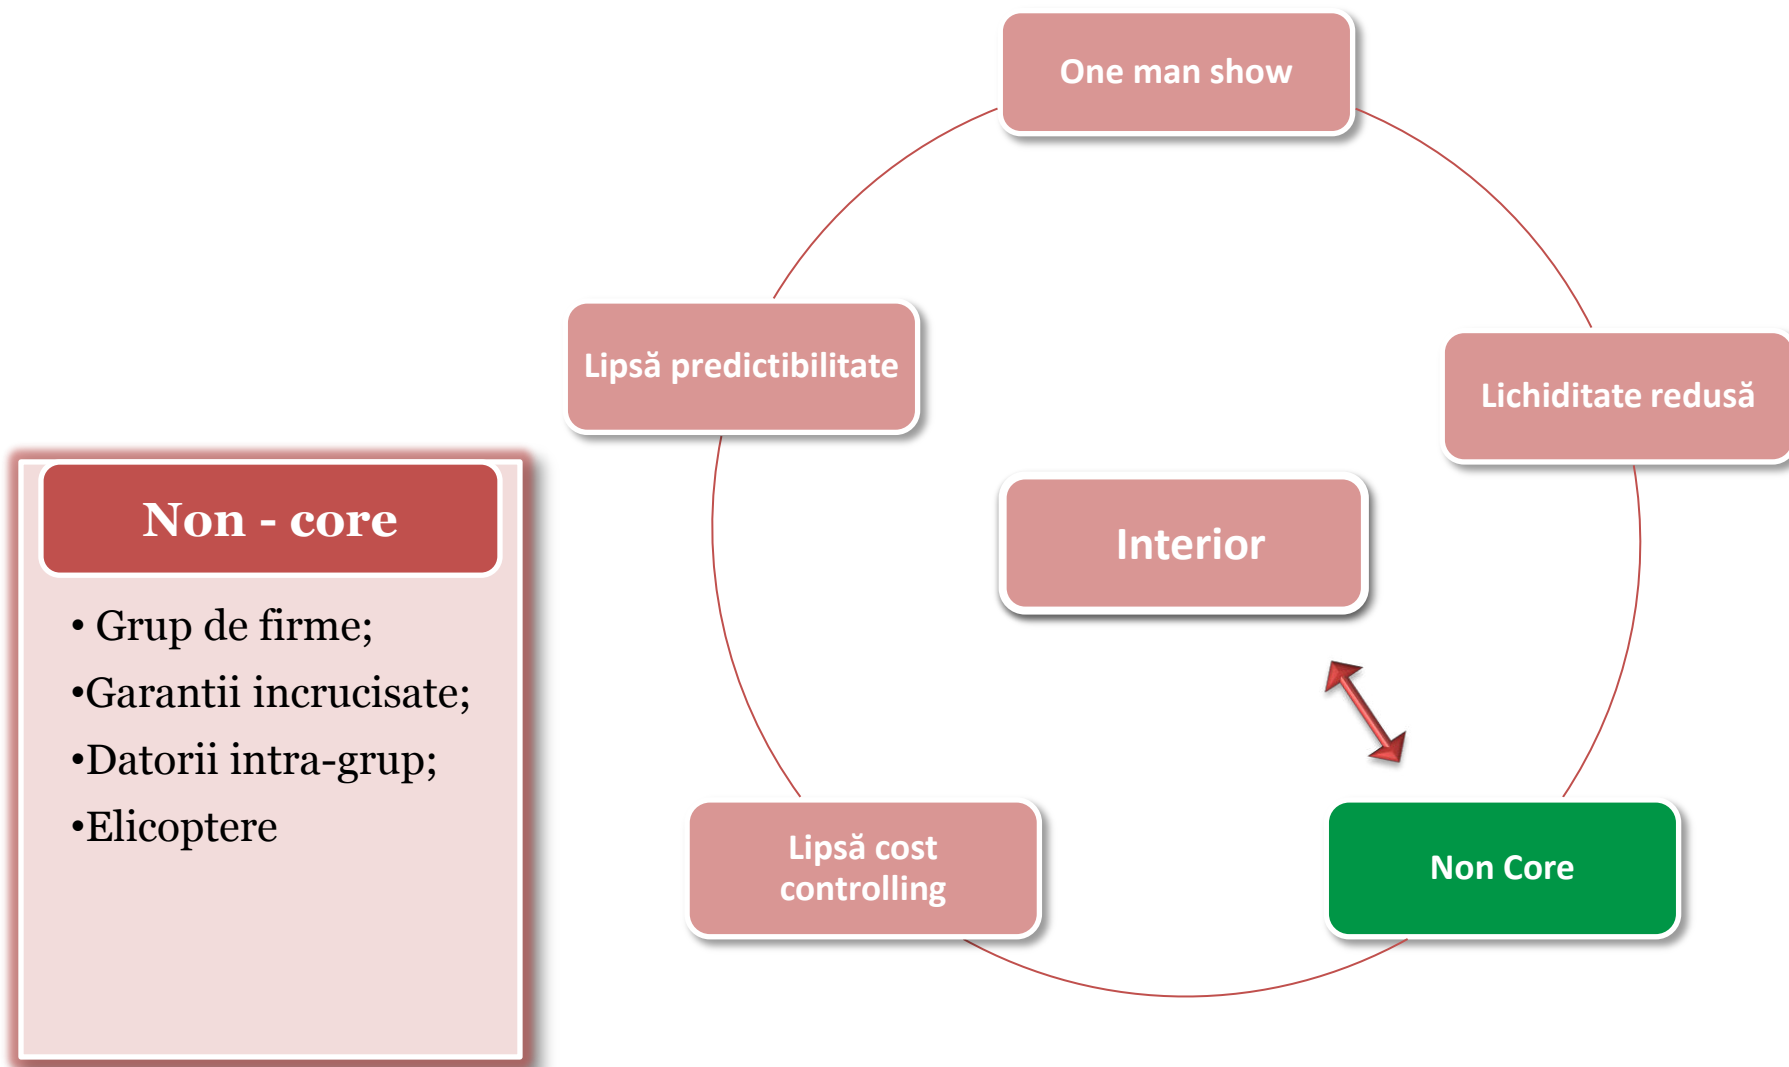 One man show
Lipsă predictibilitate
Lichiditate redusă
Interior
Lipsă cost
controlling
Non Core
Non - core
• Grup de firme;
•Garantii incrucisate;
•Datorii intra-grup;
•Elicoptere